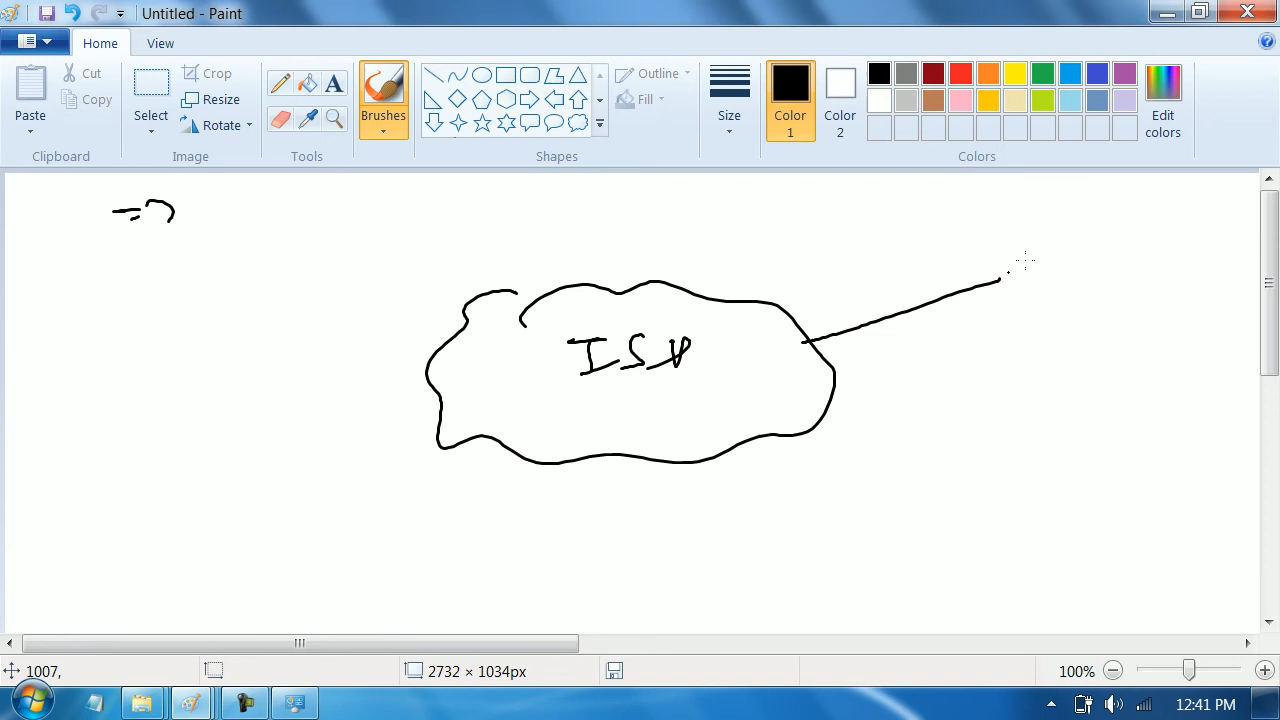 Untitled - Paint
Home View
Cut
Copy
Paste
Clipboard
Select
Crop
Resize
Rotate
Image
Tools
Brushes
Outline
Fill
Shapes
Size
Color 1
Color 2
Edit colors
Colors
ISP
1007,
2732 × 1034px
100%
12:41 PM